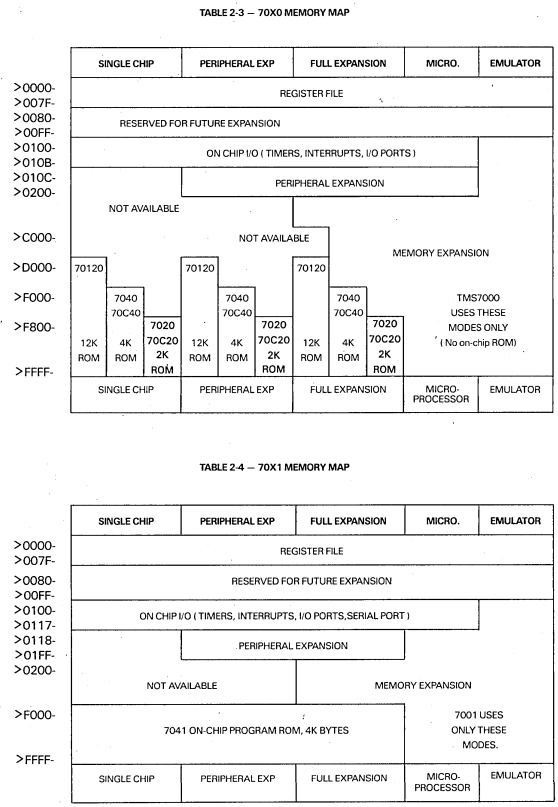 TABLE 2-3 — 70X0 MEMORY MAP
SINGLE CHIP PERIPHERAL EXP FULL EXPANSION MICRO. EMULATOR
>0000-
REGISTER FILE
>007F-
>0080-
RESERVED FOR FUTURE EXPANSION
>00FF-
>0100-
ON CHIP I/O ( TIMERS, INTERRUPTS, I/O PORTS )
>010B-
>010C-
PERIPHERAL EXPANSION
>0200-
NOT AVAILABLE
>C000-
NOT AVAILABLE
MEMORY EXPANSION
>D000- 70120 70120 70120
>F000- 7040 7040 7040 TMS7000
70C40 70C40 70C40 USES THESE
>F800- 7020 7020 7020 MODES ONLY
12K 4K 70C20 12K 4K 70C20 12K 4K 70C20 ( No on-chip ROM)
ROM ROM 2K ROM ROM 2K ROM ROM 2K
ROM ROM ROM
>FFFF-
SINGLE CHIP PERIPHERAL EXP FULL EXPANSION MICRO- EMULATOR
PROCESSOR
TABLE 2-4 — 70X1 MEMORY MAP
SINGLE CHIP PERIPHERAL EXP FULL EXPANSION MICRO. EMULATOR
>0000-
REGISTER FILE
>007F-
>0080-
RESERVED FOR FUTURE EXPANSION
>00FF-
>0100-
ON CHIP I/O ( TIMERS, INTERRUPTS, I/O PORTS,SERIAL PORT )
>0117-
>0118-
PERIPHERAL EXPANSION
>01FF-
>0200-
NOT AVAILABLE MEMORY EXPANSION
>F000- 7001 USES
7041 ON-CHIP PROGRAM ROM, 4K BYTES ONLY THESE
MODES.
>FFFF-
SINGLE CHIP PERIPHERAL EXP FULL EXPANSION MICRO- EMULATOR
PROCESSOR